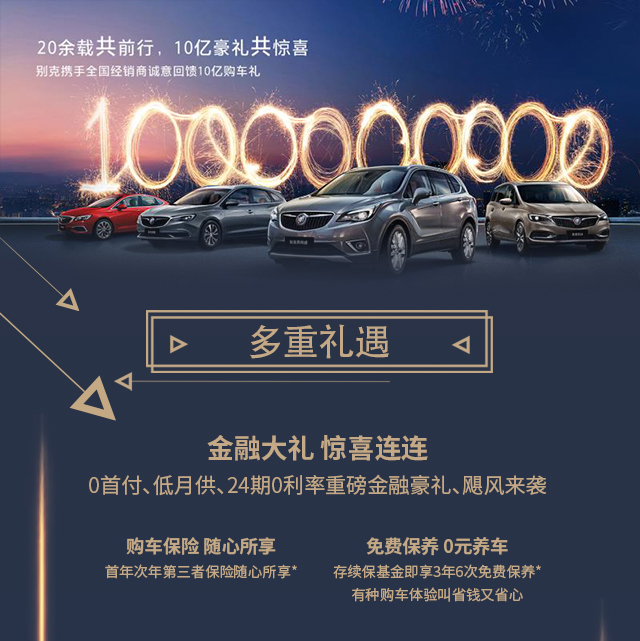 20余载共前行，10亿豪礼共惊喜
别克携手全国经销商诚意回馈10亿购车礼
1000000000
多重礼遇
金融大礼 惊喜连连
0首付、低月供、24期0利率重磅金融豪礼、飓风来袭
购车保险 随心所享
首年次年第三者保险随心所享*
免费保养 0元养车
存续保基金即享3年6次免费保养*
有种购车体验叫省钱又省心